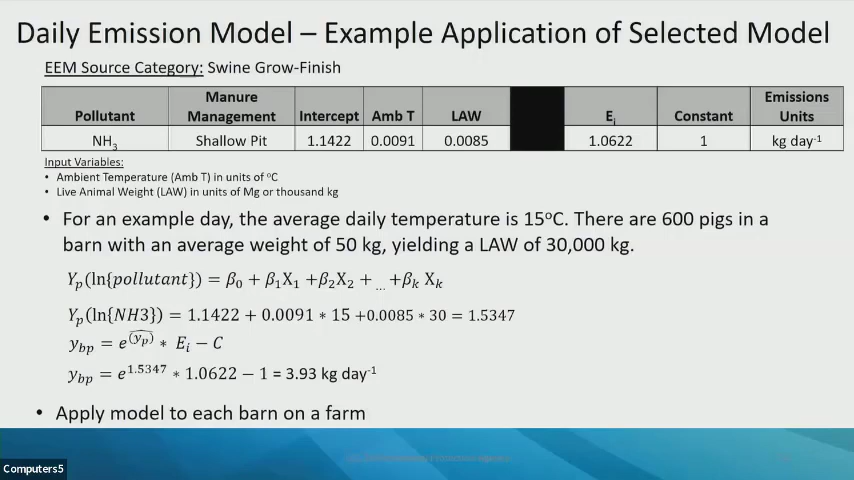 Daily Emission Model – Example Application of Selected Model
EEM Source Category: Swine Grow-Finish
Pollutant Manure Management Intercept Amb T LAW Ei Constant Emissions Units
NH3 Shallow Pit 1.1422 0.0091 0.0085 1.0622 1 kg day-1
Input Variables:
• Ambient Temperature (Amb T) in units of °C
• Live Animal Weight (LAW) in units of Mg or thousand kg
• For an example day, the average daily temperature is 15°C. There are 600 pigs in a
barn with an average weight of 50 kg, yielding a LAW of 30,000 kg.
Yp(ln{pollutant}) = β0 + β1X1 +β2X2 + ... +βk Xk
Yp(ln{NH3}) = 1.1422 + 0.0091 * 15 +0.0085 * 30 = 1.5347
ybp = e^(yp) * Ei − C
ybp = e^1.5347 * 1.0622 − 1 = 3.93 kg day-1
• Apply model to each barn on a farm
Computers5